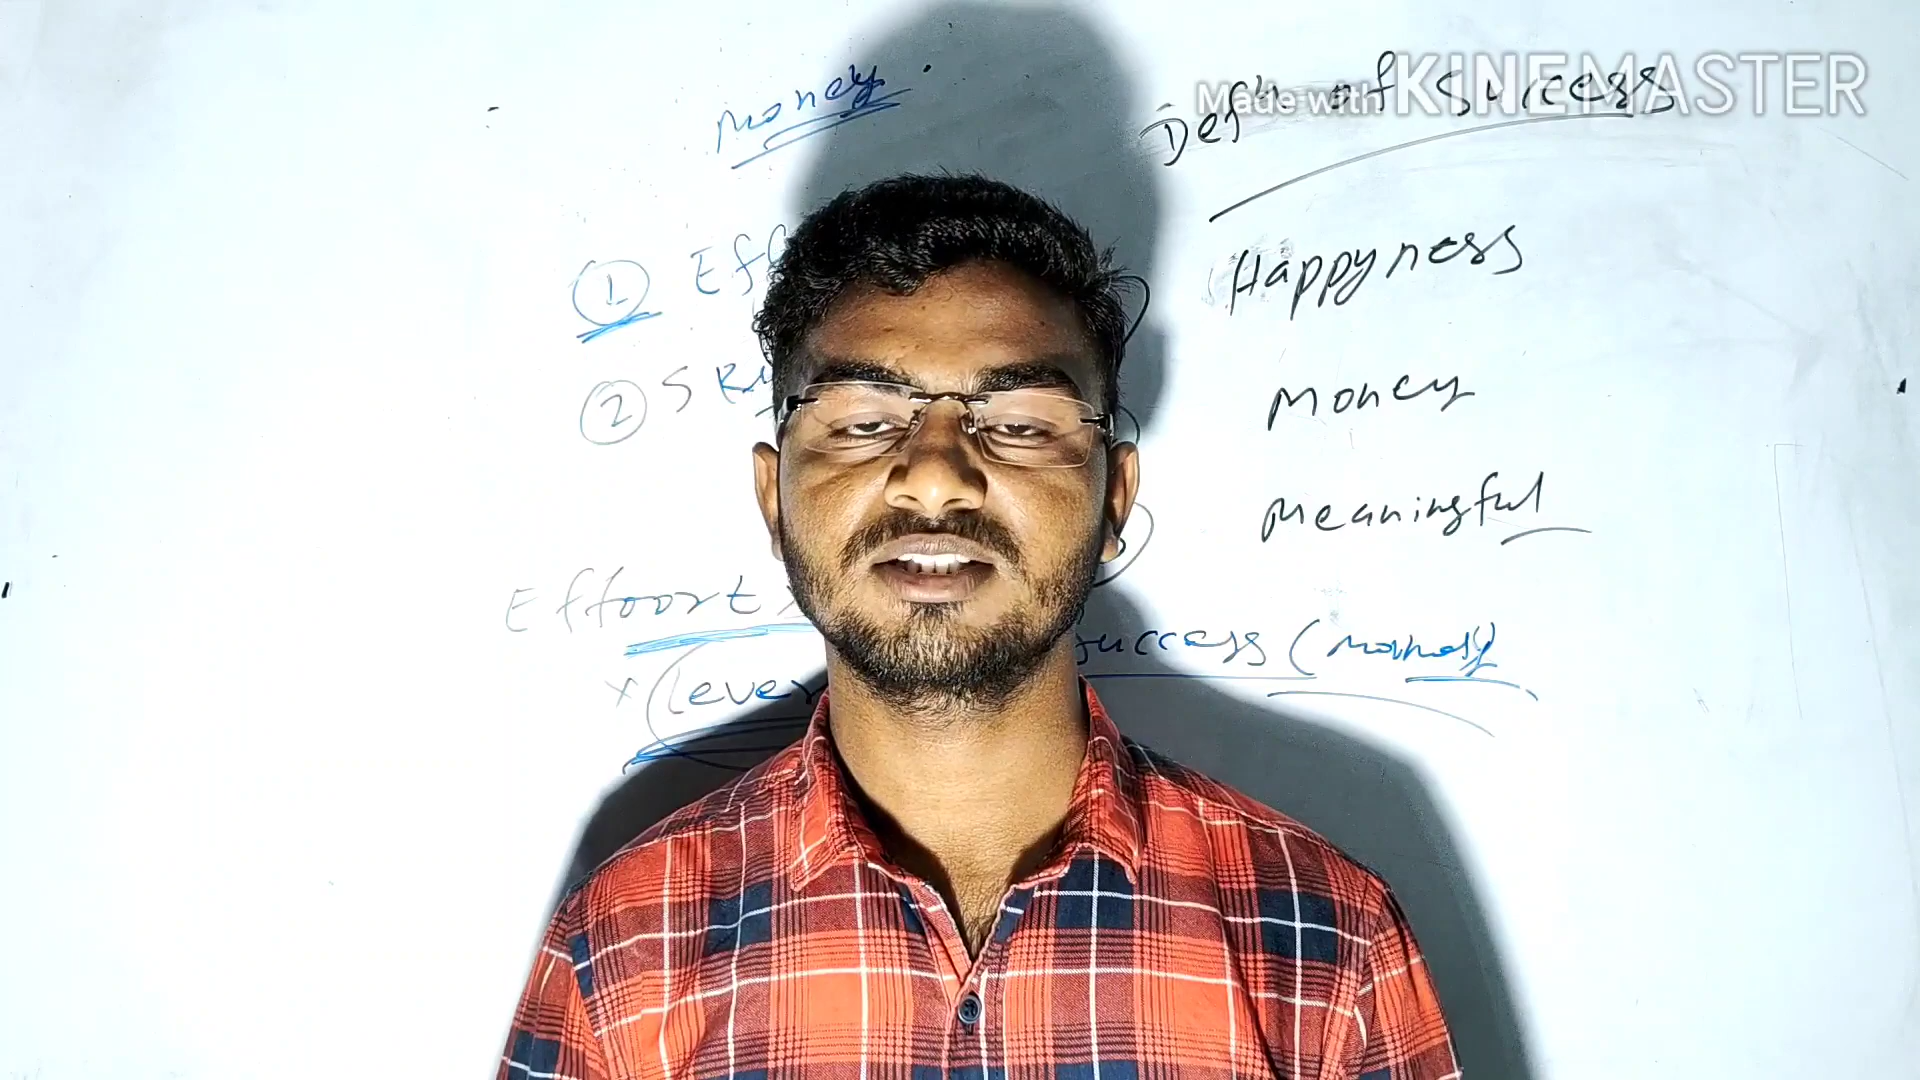 Made with KINEMASTER
Money
Defn of Success
① Eff
Happyness
② S
Money
Meaningful
Effoort x
Success (Money)
x (lever